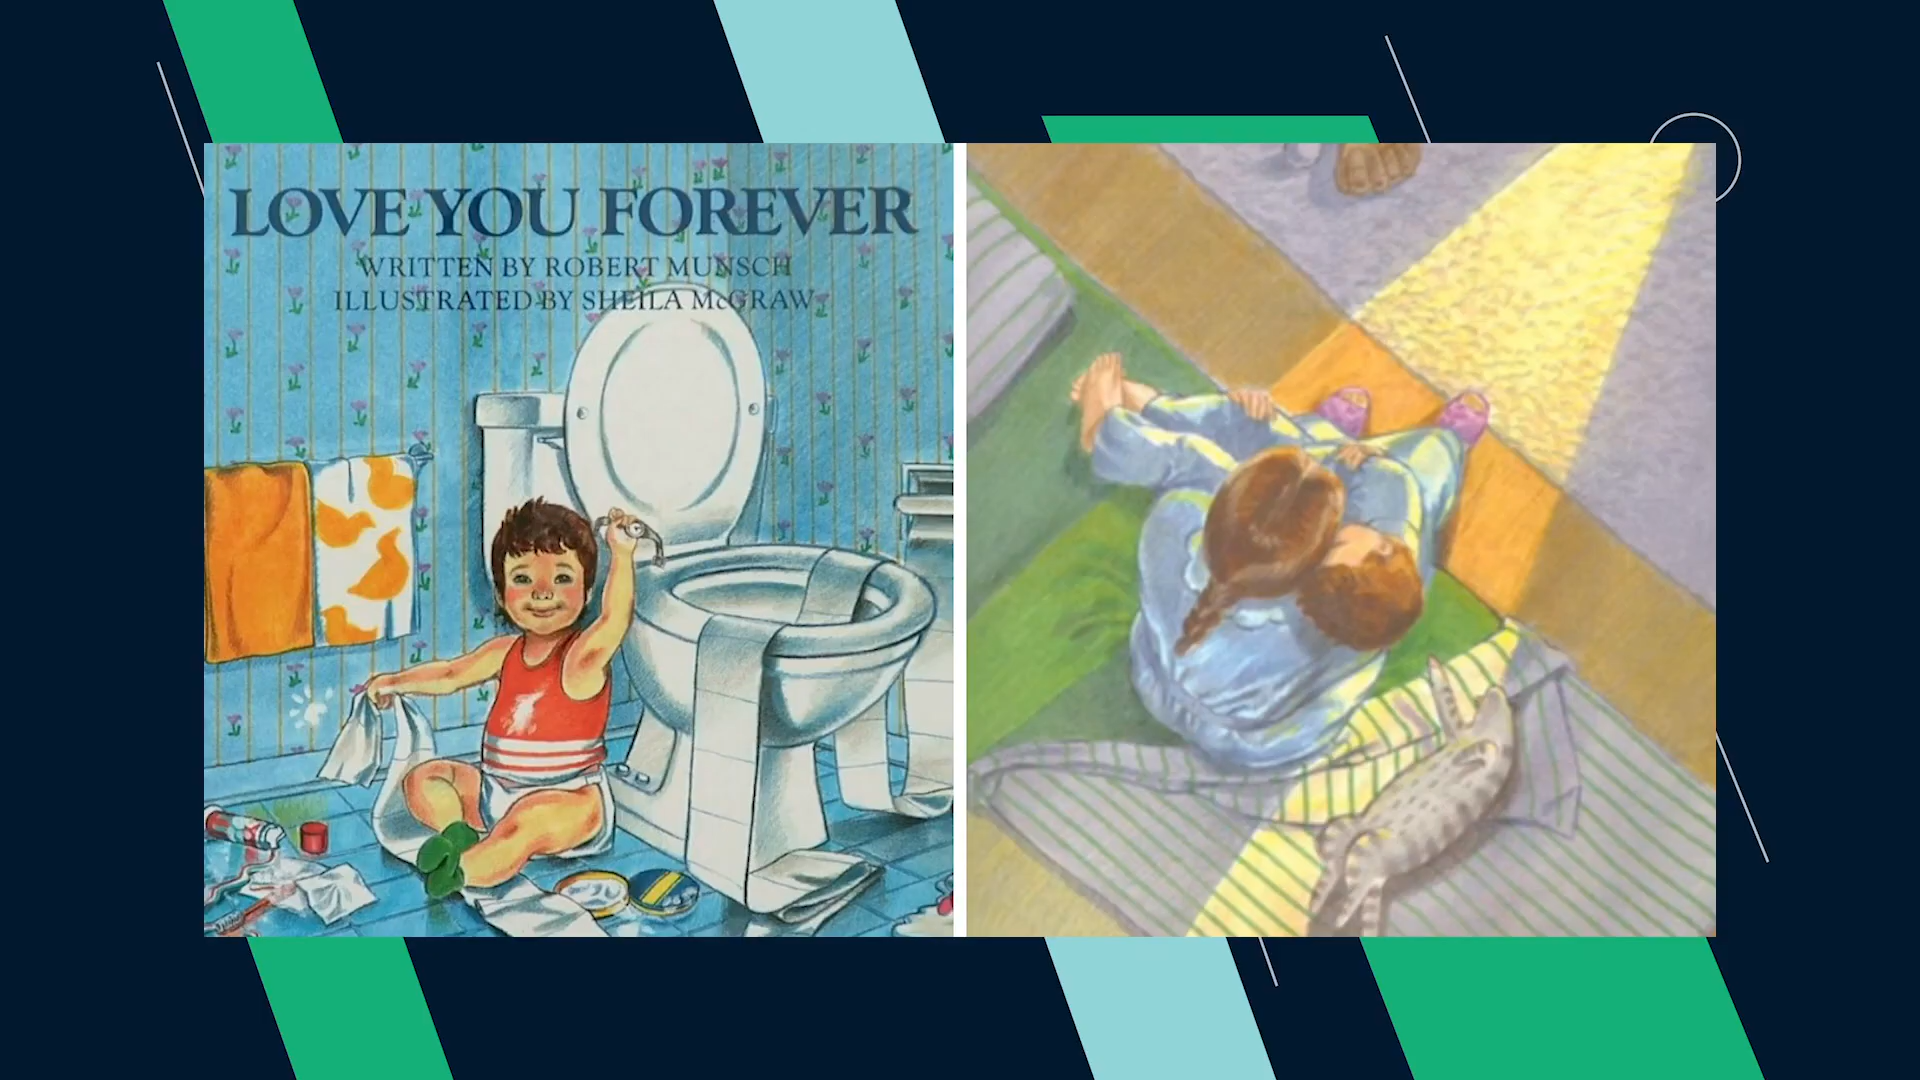 LOVE YOU FOREVER
WRITTEN BY ROBERT MUNSCH
ILLUSTRATED BY SHEILA McGRAW